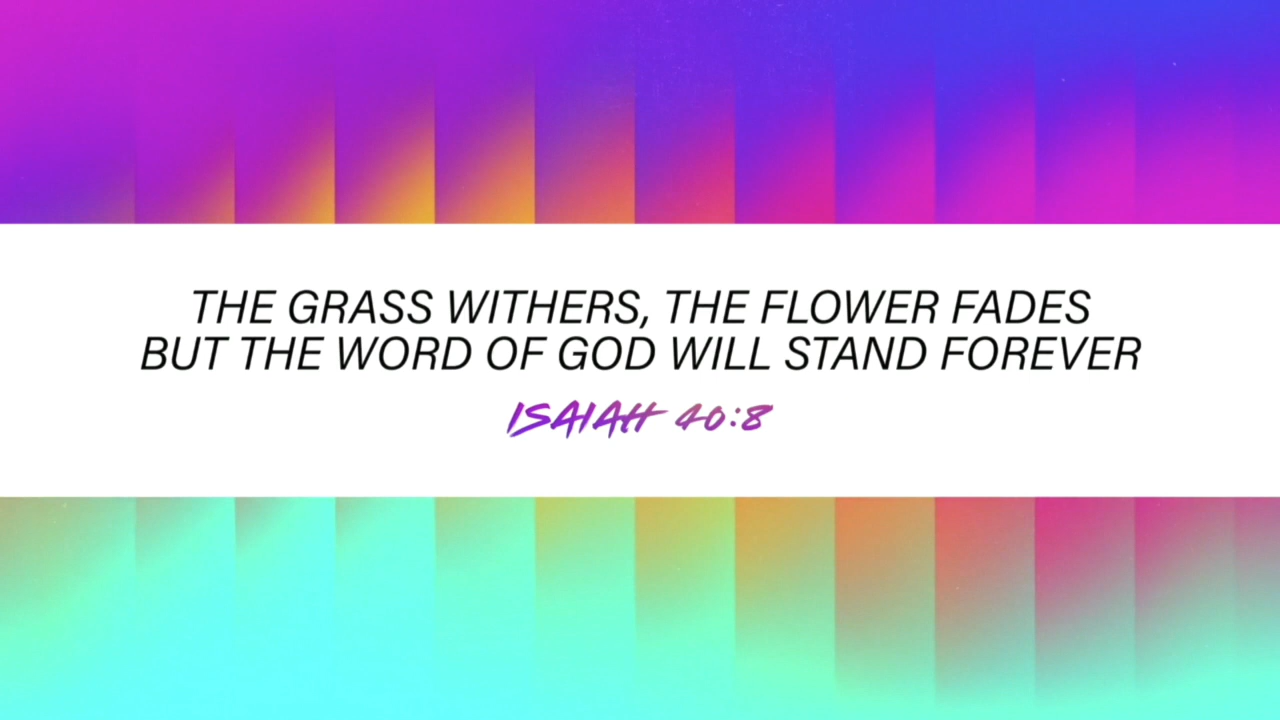 THE GRASS WITHERS, THE FLOWER FADES
BUT THE WORD OF GOD WILL STAND FOREVER
ISAIAH 40:8